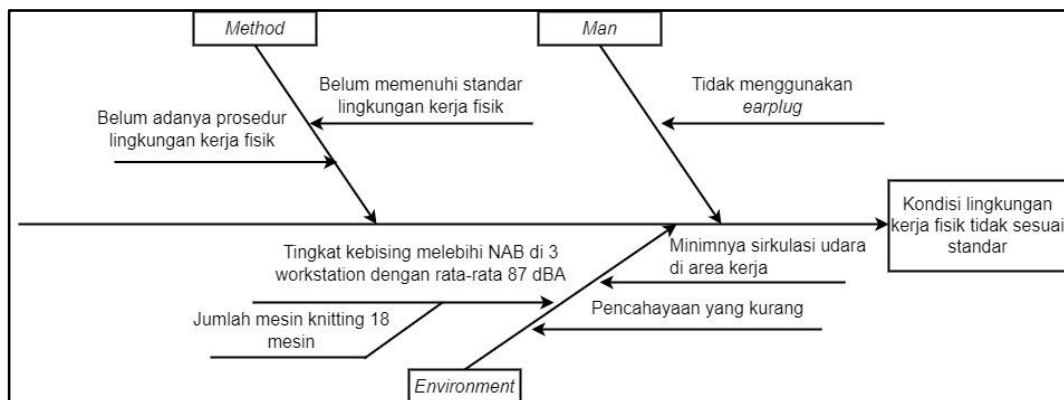 Method
Man
Belum memenuhi standar
lingkungan kerja fisik
Tidak menggunakan
earplug
Belum adanya prosedur
lingkungan kerja fisik
Kondisi lingkungan
kerja fisik tidak sesuai
standar
Tingkat kebising melebihi NAB di 3
workstation dengan rata-rata 87 dBA
Minimnya sirkulasi udara
di area kerja
Jumlah mesin knitting 18
mesin
Pencahayaan yang kurang
Environment